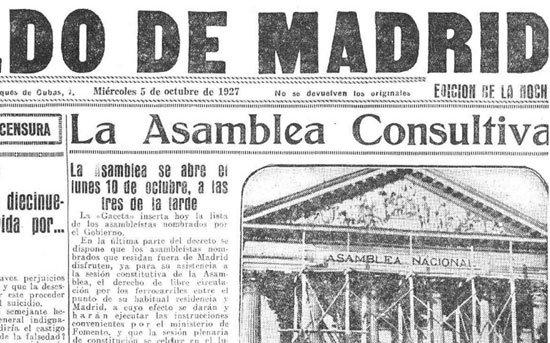 LDO DE MADRID
qués de Cubas, 7. Miércoles 5 de octubre de 1927 No se devuelven los originales EDICION DE LA NOCH
CENSURA
La Asamblea Consultiva
diecinue-
ida por...
La Asamblea se abre el
lunes 10 de octubre, a las
tres de la tarde
La «Gaceta» inserta hoy la lista
de los asambleístas nombrados por
el Gobierno.
En la última parte del decreto se
dispone que los asambleístas nom-
brados que residan fuera de Madrid
disfruten, ya para su asistencia a
la sesión constitutiva de la Asam-
blea, el derecho de libre circula-
ción por los ferrocarriles entre el
punto de su habitual residencia y
Madrid, a cuyo efecto se darán y
harán ejecutar las instrucciones
convenientes por el ministerio de
Fomento, y que la sesión plenaria
de constitución se celebre en el lu-
aves perjuicios
y que la deses-
r este proceder
l suicidio.
semejante he-
eneral indigna-
diría el castigo
de la falsedad?
ASAMBLEA NACIONAL